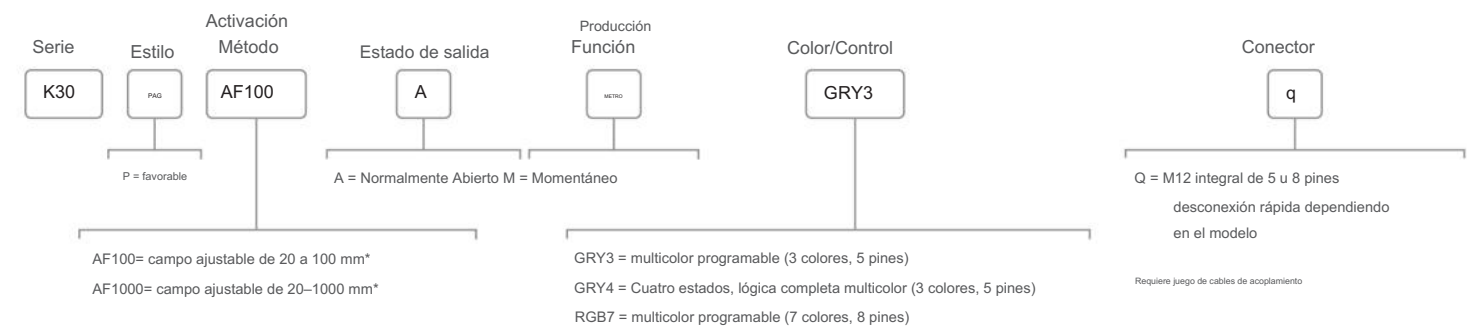 Serie
Estilo
Activación
Método
Estado de salida
Producción
Función
Color/Control
Conector
K30
PAG
AF100
A
METRO
GRY3
q
P = favorable
A = Normalmente Abierto M = Momentáneo
Q = M12 integral de 5 u 8 pines
desconexión rápida dependiendo
en el modelo
AF100= campo ajustable de 20 a 100 mm*
AF1000= campo ajustable de 20–1000 mm*
GRY3 = multicolor programable (3 colores, 5 pines)
GRY4 = Cuatro estados, lógica completa multicolor (3 colores, 5 pines)
RGB7 = multicolor programable (7 colores, 8 pines)
Requiere juego de cables de acoplamiento